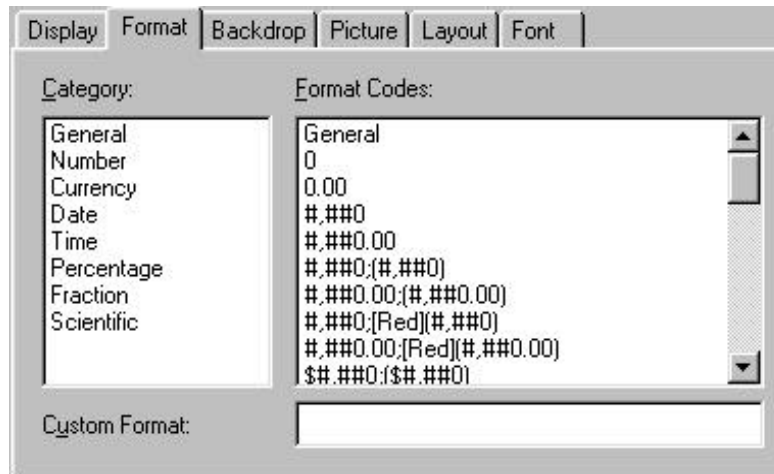 Display Format Backdrop Picture Layout Font
Category: Format Codes:
General
Number
Currency
Date
Time
Percentage
Fraction
Scientific
General
0
0.00
#,##0
#,##0.00
#,##0;(#,##0)
#,##0.00;(#,##0.00)
#,##0;[Red](#,##0)
#,##0.00;[Red](#,##0.00)
$#,##0;($#,##0)
Custom Format: